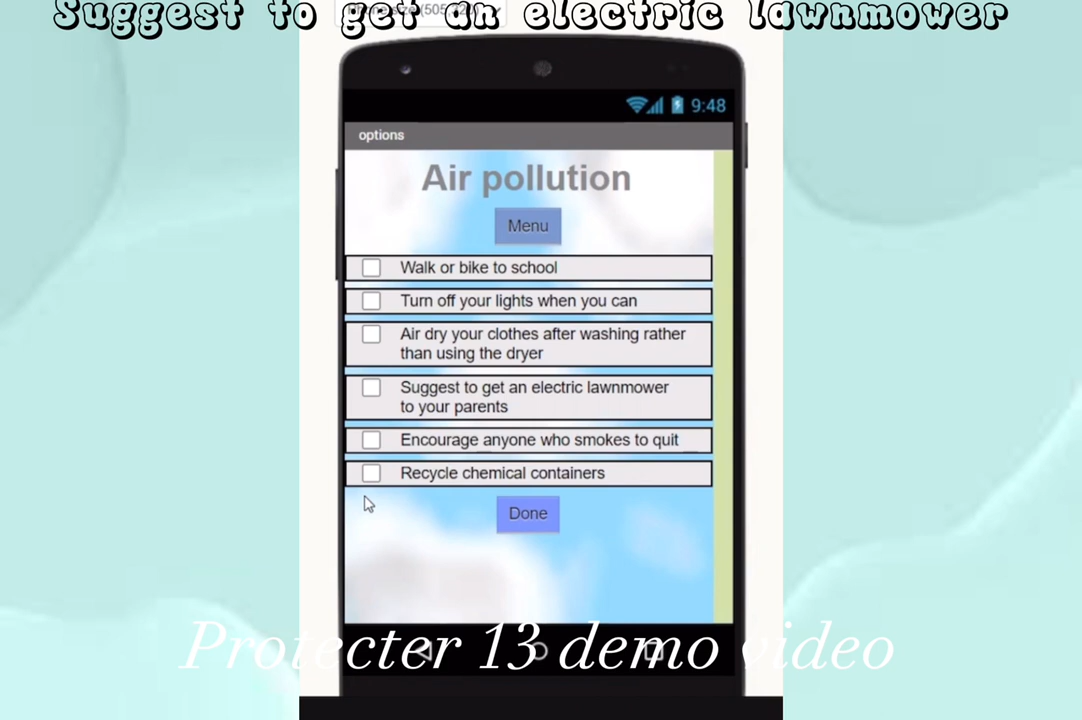 Suggest to get an electric lawnmower
9:48
options
Air pollution
Menu
Walk or bike to school
Turn off your lights when you can
Air dry your clothes after washing rather
than using the dryer
Suggest to get an electric lawnmower
to your parents
Encourage anyone who smokes to quit
Recycle chemical containers
Done
Protecter 13 demo video